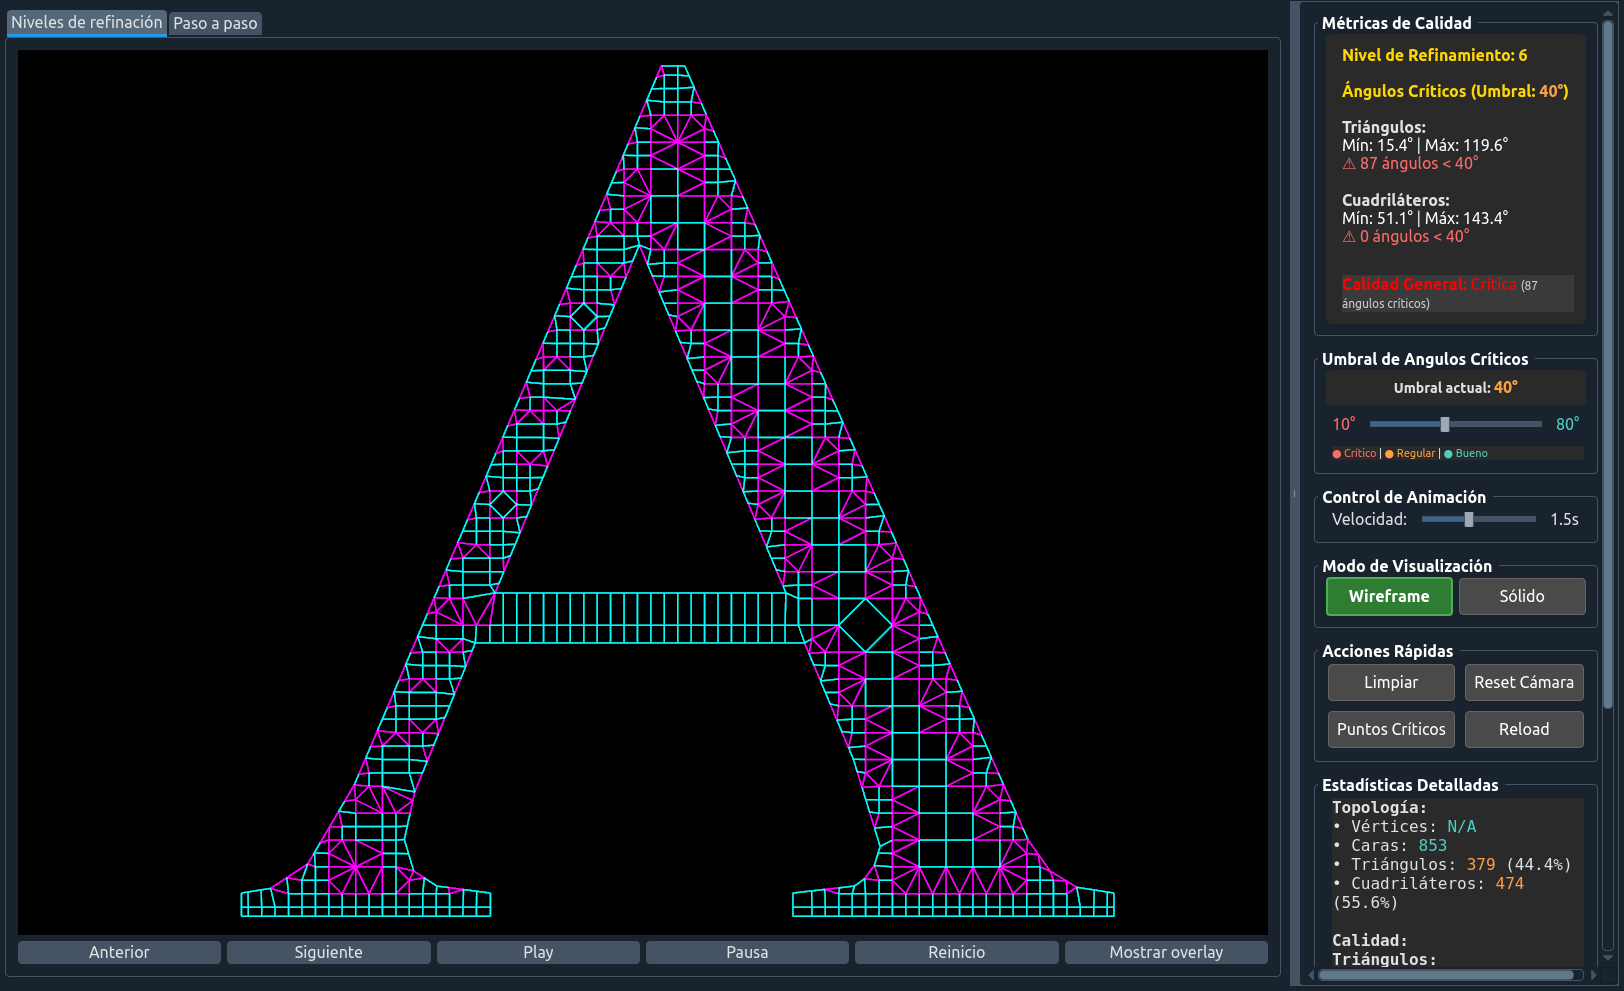 Niveles de refinación
Paso a paso
Anterior
Siguiente
Play
Pausa
Reinicio
Mostrar overlay
Métricas de Calidad
Nivel de Refinamiento: 6
Ángulos Críticos (Umbral: 40°)
Triángulos:
Mín: 15.4° | Máx: 119.6°
⚠ 87 ángulos < 40°
Cuadriláteros:
Mín: 51.1° | Máx: 143.4°
⚠ 0 ángulos < 40°
Calidad General: Crítica (87
ángulos críticos)
Umbral de Angulos Críticos
Umbral actual: 40°
10°
80°
● Crítico | ● Regular | ● Bueno
Control de Animación
Velocidad:
1.5s
Modo de Visualización
Wireframe
Sólido
Acciones Rápidas
Limpiar
Reset Cámara
Puntos Críticos
Reload
Estadísticas Detalladas
Topología:
• Vértices: N/A
• Caras: 853
• Triángulos: 379 (44.4%)
• Cuadriláteros: 474
(55.6%)
Calidad:
Triángulos: